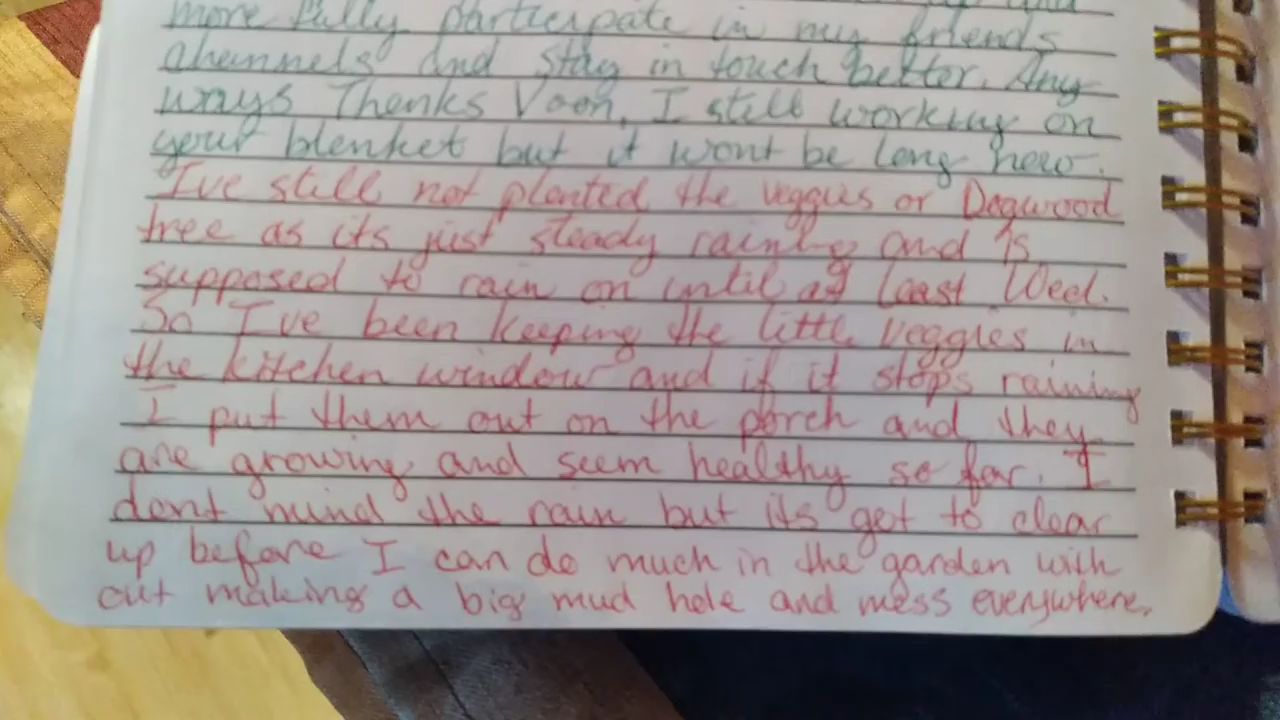 and
more fully participate in my friends
channels and stay in touch better. Any
ways Thanks Voon, I still working on
your blanket but it wont be long now.
I've still not planted the veggies or Dogwood
tree as its just steady raining and is
supposed to rain on until at least Wed.
So I've been keeping the little veggies in
the kitchen window and if it stops raining
I put them out on the porch and they
are growing and seem healthy so far. I
dont mind the rain but its got to clear
up before I can do much in the garden with
out making a big mud hole and mess everywhere.